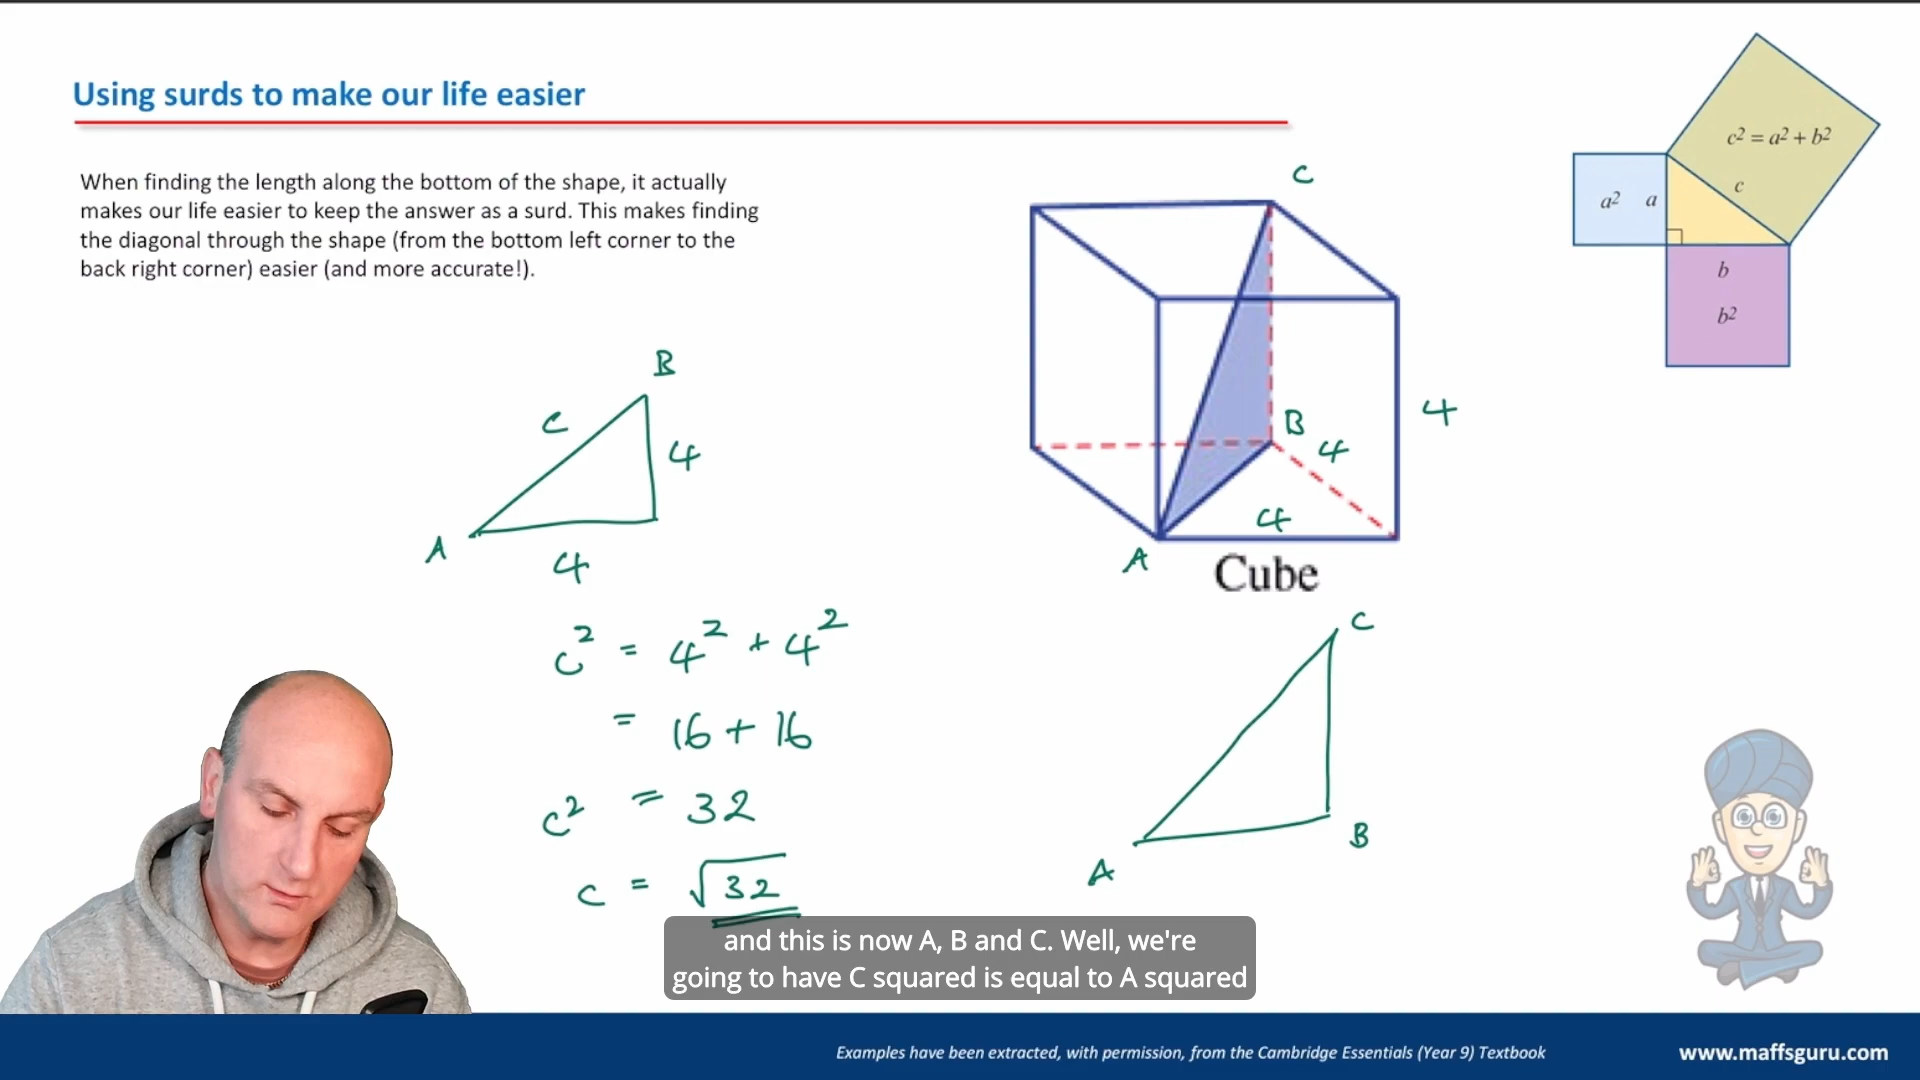 Using surds to make our life easier
When finding the length along the bottom of the shape, it actually
makes our life easier to keep the answer as a surd. This makes finding
the diagonal through the shape (from the bottom left corner to the
back right corner) easier (and more accurate!).
c² = a² + b²
a² a
c
b
b²
C
B
4
4
4
A
Cube
B
C
4
A
4
c² = 4² + 4²
= 16 + 16
c² = 32
c = √32
C
B
A
and this is now A, B and C. Well, we're
going to have C squared is equal to A squared
Examples have been extracted, with permission, from the Cambridge Essentials (Year 9) Textbook
www.maffsguru.com